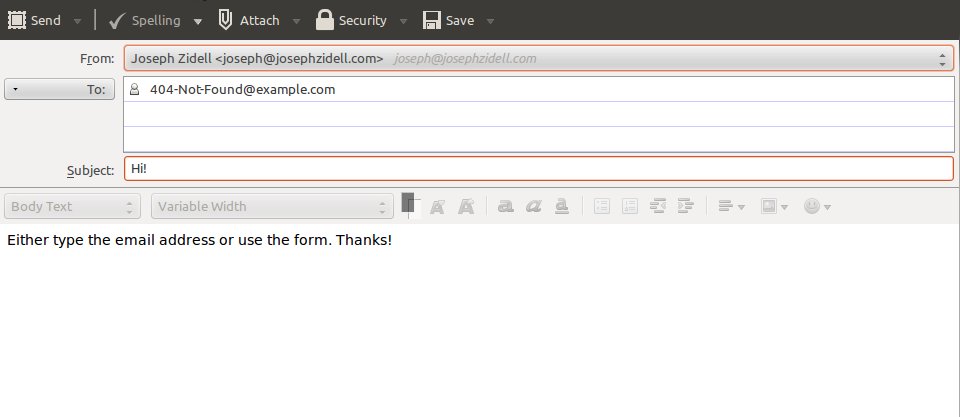 Send Spelling Attach Security Save
From: Joseph Zidell <joseph@josephzidell.com> joseph@josephzidell.com
To: 404-Not-Found@example.com
Subject: Hi!
Body Text Variable Width
Either type the email address or use the form. Thanks!